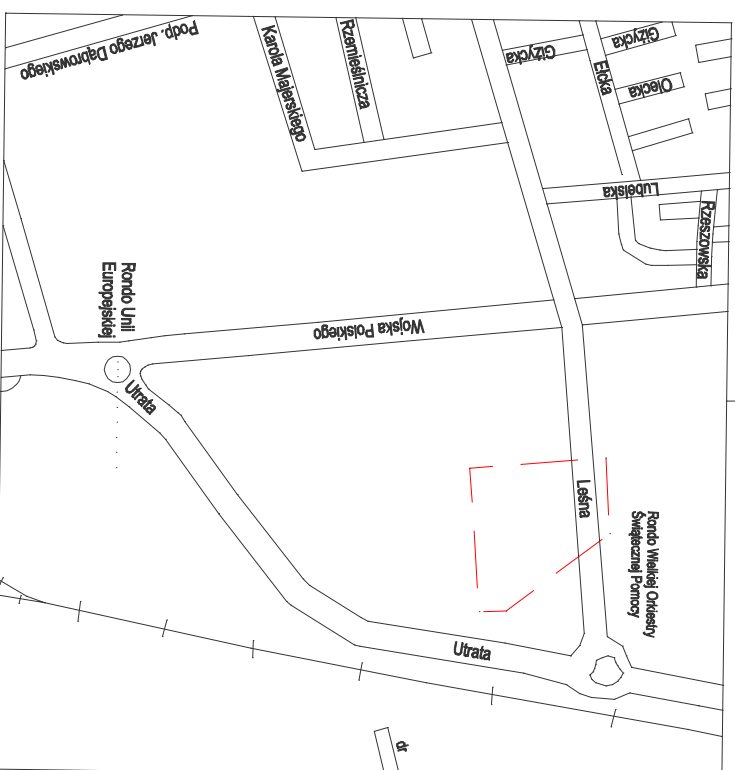 Podp. Jerzego Dąbrowskiego
Karola Majerskiego
Rzemieślnicza
Giżycka
Ełcka
Giżycka
Olecka
Lubelska
Rzeszowska
Rondo Unii
Europejskiej
Wojska Polskiego
Utrata
Leśna
Rondo Wielkiej Orkiestry
Świątecznej Pomocy
Utrata
dr